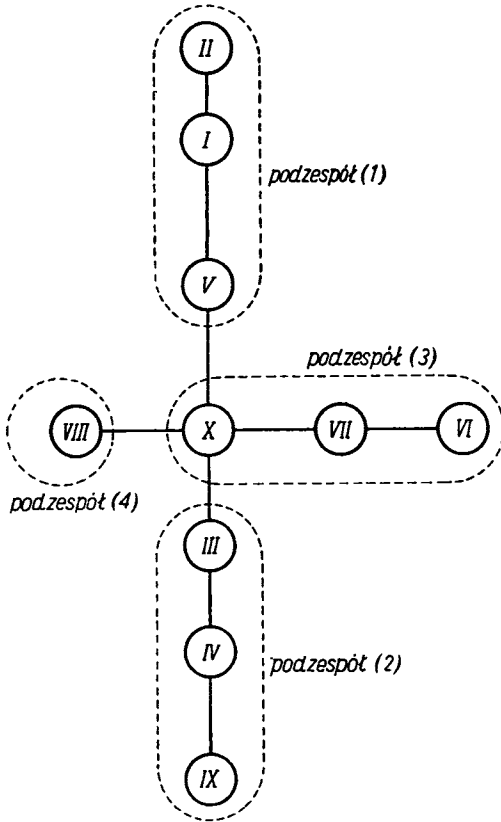 II
I
podzespół (1)
V
podzespół (3)
VIII
X
VII
VI
podzespół (4)
III
IV
podzespół (2)
IX